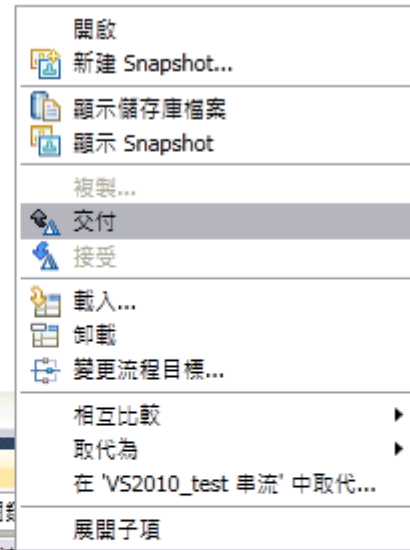 開啟
新建 Snapshot...
顯示儲存庫檔案
顯示 Snapshot
複製...
交付
接受
載入...
卸載
變更流程目標...
相互比較
取代為
在 'VS2010_test 串流' 中取代...
展開子項